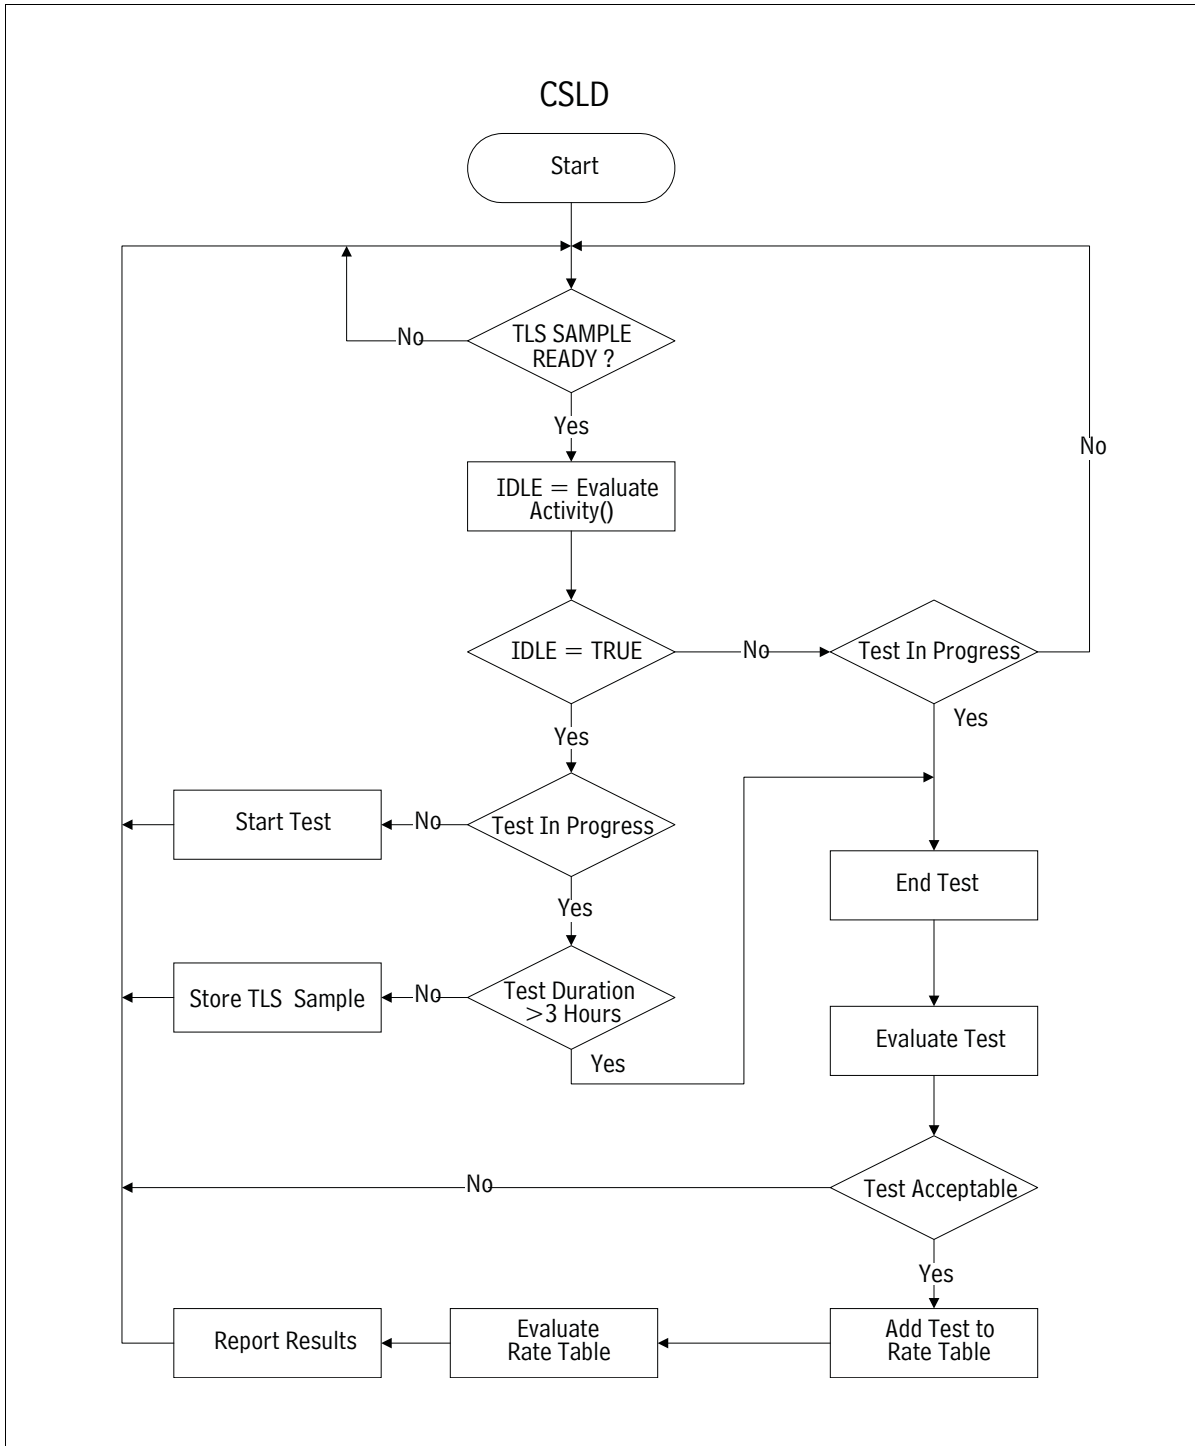 CSLD
Start
TLS SAMPLE
READY ?
No
Yes
IDLE = Evaluate
Activity()
No
IDLE = TRUE
No
Test In Progress
Yes
Yes
Start Test
No
Test In Progress
End Test
Yes
Store TLS Sample
No
Test Duration
>3 Hours
Evaluate Test
Yes
No
Test Acceptable
Yes
Report Results
Evaluate
Rate Table
Add Test to
Rate Table